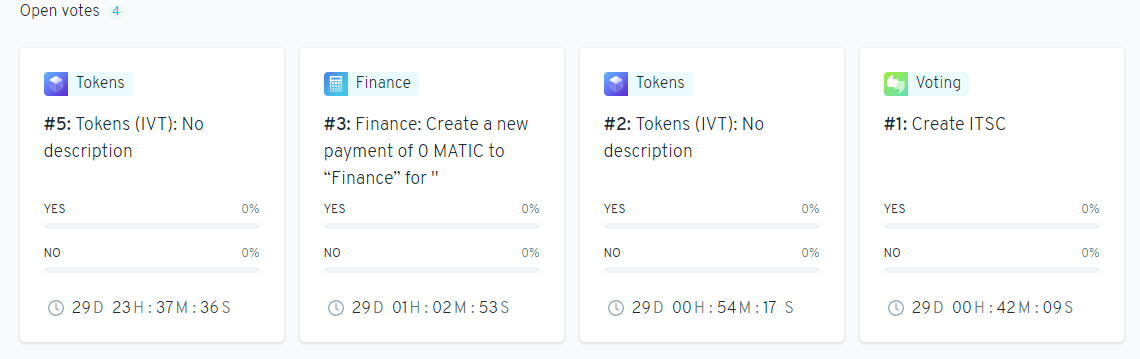 Open votes 4
Tokens
#5: Tokens (IVT): No
description
YES 0%
NO 0%
29D 23H : 37M : 36S
Finance
#3: Finance: Create a new
payment of 0 MATIC to
“Finance” for "
YES 0%
NO 0%
29D 01H : 02M : 53S
Tokens
#2: Tokens (IVT): No
description
YES 0%
NO 0%
29D 00H : 54M : 17 S
Voting
#1: Create ITSC
YES 0%
NO 0%
29D 00H : 42M : 09S